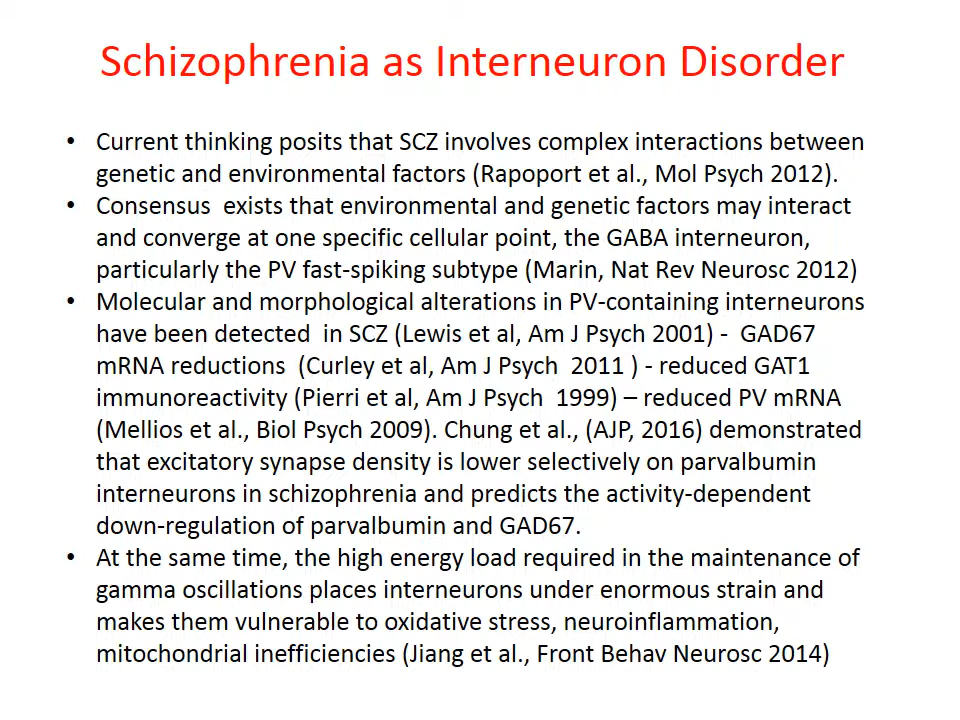 Schizophrenia as Interneuron Disorder
• Current thinking posits that SCZ involves complex interactions between
genetic and environmental factors (Rapoport et al., Mol Psych 2012).
• Consensus  exists that environmental and genetic factors may interact
and converge at one specific cellular point, the GABA interneuron,
particularly the PV fast-spiking subtype (Marin, Nat Rev Neurosc 2012)
• Molecular and morphological alterations in PV-containing interneurons
have been detected  in SCZ (Lewis et al, Am J Psych 2001) -  GAD67
mRNA reductions  (Curley et al, Am J Psych  2011 ) - reduced GAT1
immunoreactivity (Pierri et al, Am J Psych  1999) – reduced PV mRNA
(Mellios et al., Biol Psych 2009). Chung et al., (AJP, 2016) demonstrated
that excitatory synapse density is lower selectively on parvalbumin
interneurons in schizophrenia and predicts the activity-dependent
down-regulation of parvalbumin and GAD67.
• At the same time, the high energy load required in the maintenance of
gamma oscillations places interneurons under enormous strain and
makes them vulnerable to oxidative stress, neuroinflammation,
mitochondrial inefficiencies (Jiang et al., Front Behav Neurosc 2014)